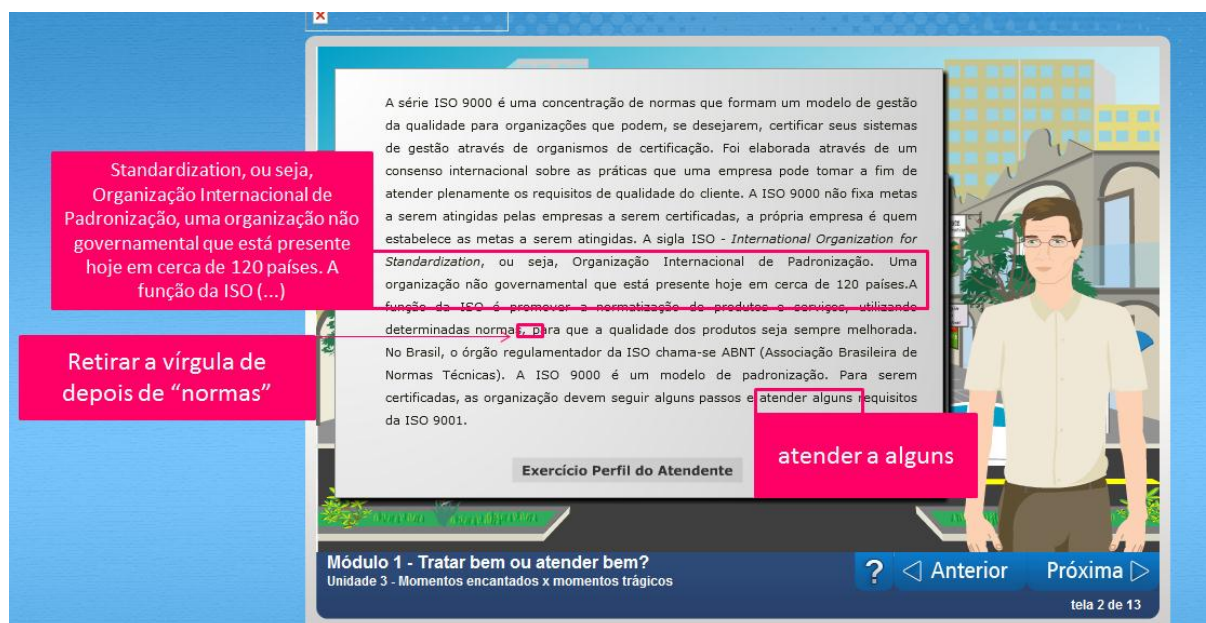 A série ISO 9000 é uma concentração de normas que formam um modelo de gestão
da qualidade para organizações que podem, se desejarem, certificar seus sistemas
de gestão através de organismos de certificação. Foi elaborada através de um
consenso internacional sobre as práticas que uma empresa pode tomar a fim de
atender plenamente os requisitos de qualidade do cliente. A ISO 9000 não fixa metas
a serem atingidas pelas empresas a serem certificadas, a própria empresa é quem
estabelece as metas a serem atingidas. A sigla ISO - International Organization for
Standardization, ou seja, Organização Internacional de Padronização. Uma
organização não governamental que está presente hoje em cerca de 120 países.A
função da ISO é promover a normatização de produtos e serviços, utilizando
determinadas normas, para que a qualidade dos produtos seja sempre melhorada.
No Brasil, o órgão regulamentador da ISO chama-se ABNT (Associação Brasileira de
Normas Técnicas). A ISO 9000 é um modelo de padronização. Para serem
certificadas, as organização devem seguir alguns passos e atender alguns requisitos
da ISO 9001.
Standardization, ou seja,
Organização Internacional de
Padronização, uma organização não
governamental que está presente
hoje em cerca de 120 países. A
função da ISO (...)
Retirar a vírgula de
depois de “normas”
atender a alguns
Exercício Perfil do Atendente
Módulo 1 - Tratar bem ou atender bem?
Unidade 3 - Momentos encantados x momentos trágicos
? Anterior Próxima
tela 2 de 13